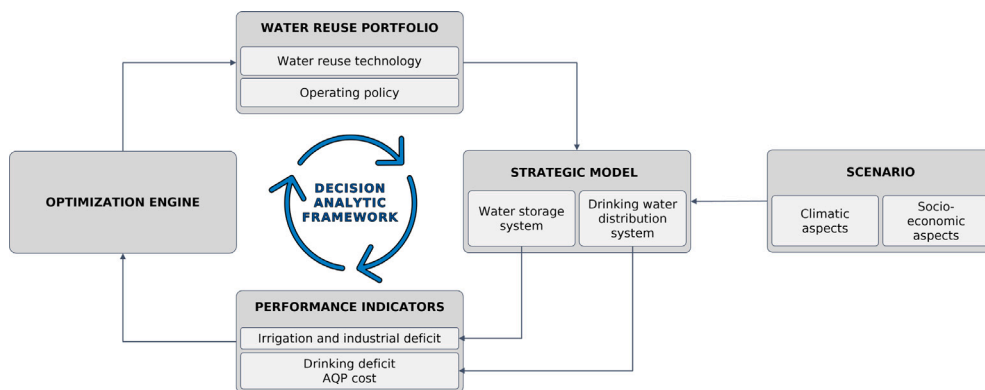 WATER REUSE PORTFOLIO
Water reuse technology
Operating policy
OPTIMIZATION ENGINE
DECISION
ANALYTIC
FRAMEWORK
STRATEGIC MODEL
Water storage
system
Drinking water
distribution
system
SCENARIO
Climatic
aspects
Socio-
economic
aspects
PERFORMANCE INDICATORS
Irrigation and industrial deficit
Drinking deficit
AQP cost